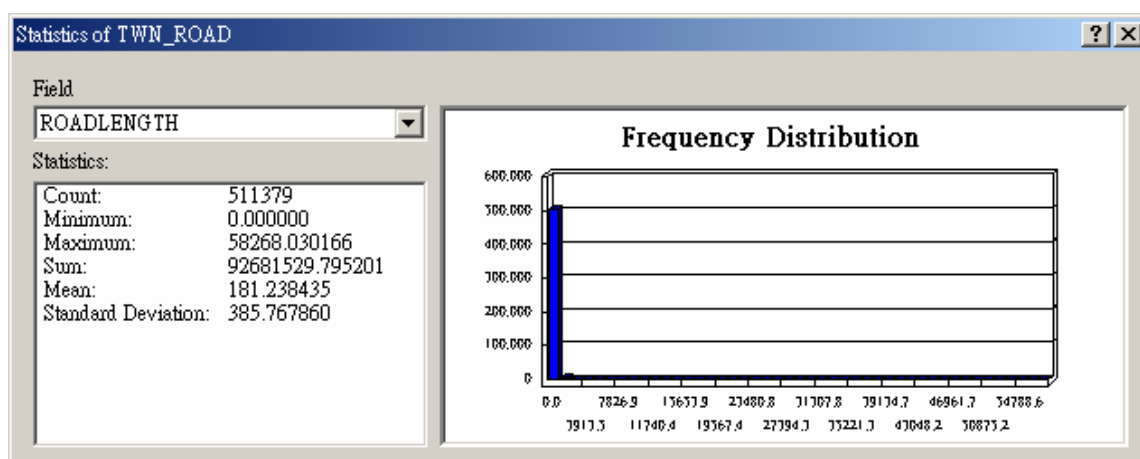 Statistics of TWN_ROAD
Field
ROADLENGTH
Statistics:
Count: 511379
Minimum: 0.000000
Maximum: 58268.030166
Sum: 92681529.795201
Mean: 181.238435
Standard Deviation: 385.767860
Frequency Distribution
600,000
500,000
400,000
300,000
200,000
100,000
0
0.0 7826.9 15653.9 23480.8 31307.8 39134.7 46961.7 54788.6
3913.5 11740.4 19567.4 27394.3 35221.3 43048.2 50875.2